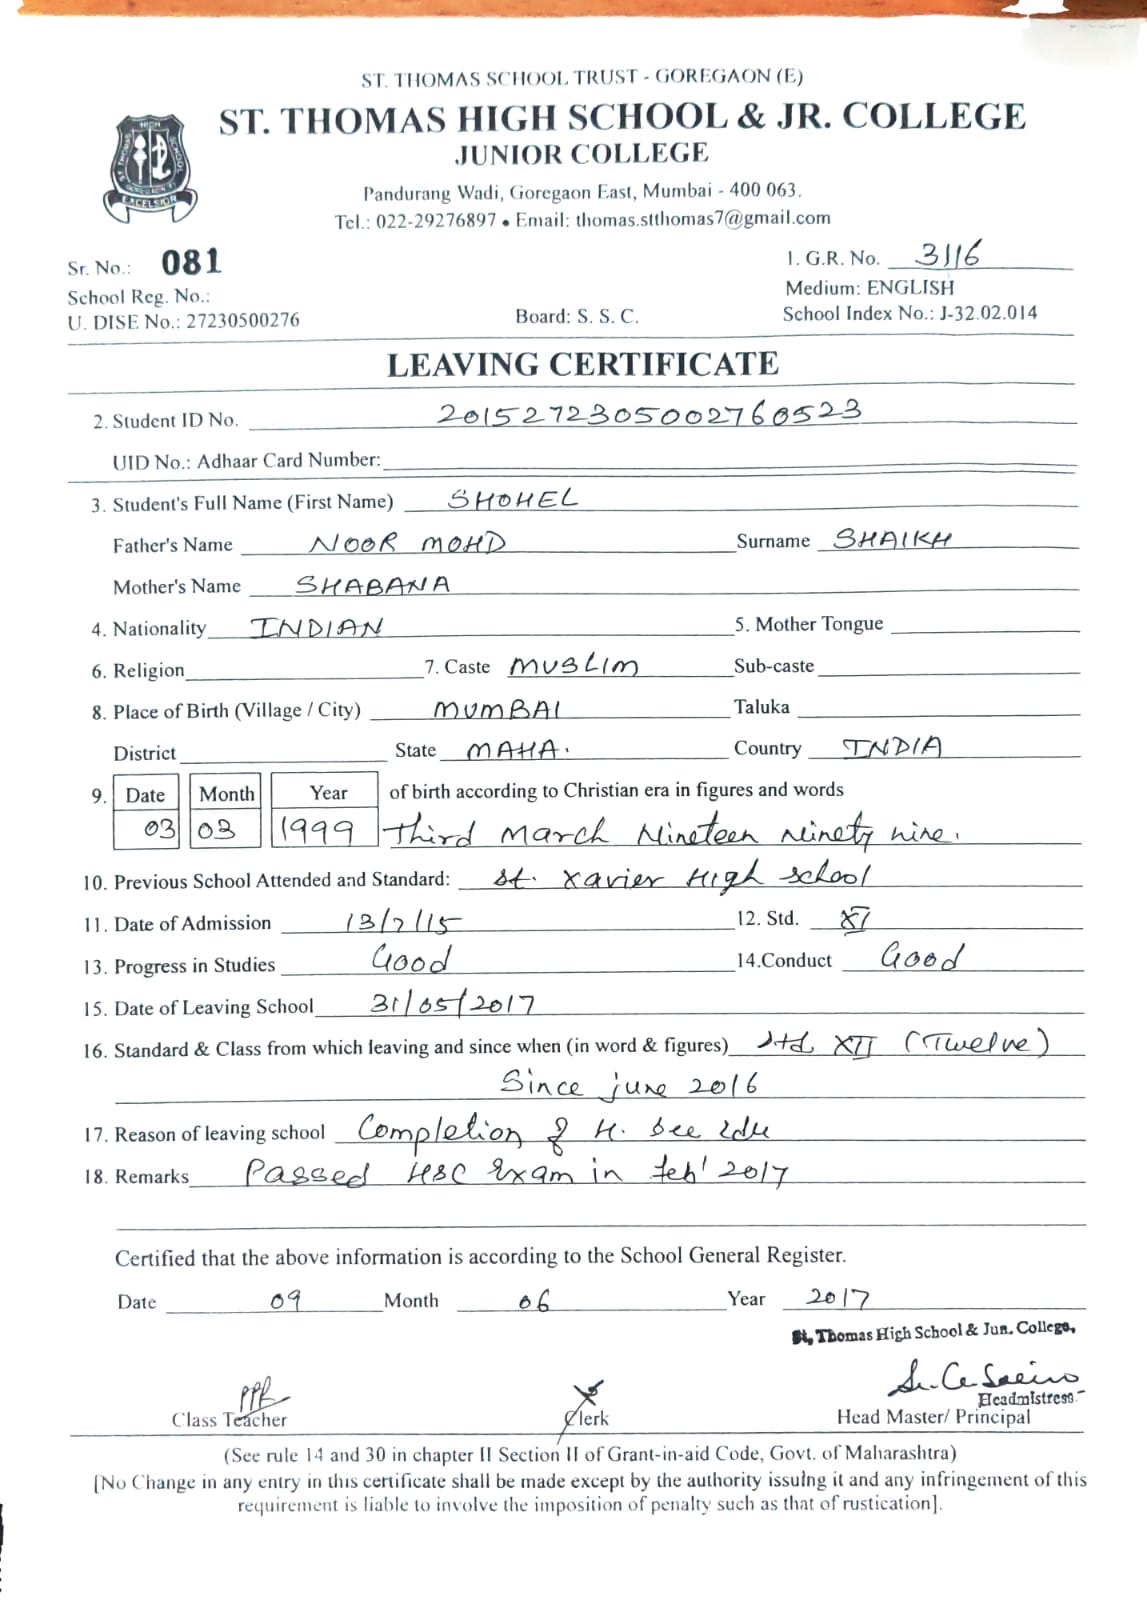 ST. THOMAS SCHOOL TRUST - GOREGAON (E)
ST. THOMAS HIGH SCHOOL & JR. COLLEGE
JUNIOR COLLEGE
Pandurang Wadi, Goregaon East, Mumbai - 400 063.
Tel.: 022-29276897 • Email: thomas.stthomas7@gmail.com
HIGH SCHOOL ST. THOMAS
GOREGAON
EXCELSIOR
Sr. No.: 081
1. G.R. No. 3116
School Reg. No.:
Medium: ENGLISH
U. DISE No.: 27230500276 Board: S. S. C. School Index No.: J-32.02.014
LEAVING CERTIFICATE
2. Student ID No. 2015272305002760523
UID No.: Adhaar Card Number:
3. Student's Full Name (First Name) SHOHEL
Father's Name NOOR MOHD Surname SHAIKH
Mother's Name SHABANA
4. Nationality INDIAN 5. Mother Tongue
6. Religion 7. Caste MUSLIM Sub-caste
8. Place of Birth (Village / City) MUMBAI Taluka
District State MAHA. Country INDIA
9. Date Month Year of birth according to Christian era in figures and words
03 03 1999 Third March Nineteen Ninety nine.
10. Previous School Attended and Standard: St. Xavier High School
11. Date of Admission 13/7/15 12. Std. XI
13. Progress in Studies Good 14.Conduct Good
15. Date of Leaving School 31/05/2017
16. Standard & Class from which leaving and since when (in word & figures) Std XII (Twelve)
Since june 2016
17. Reason of leaving school Completion of H. Sec Edu
18. Remarks Passed HSC Exam in Feb' 2017
Certified that the above information is according to the School General Register.
Date 09 Month 06 Year 2017
St. Thomas High School & Jun. College,
Headmistress
Class Teacher Clerk Head Master/ Principal
(See rule 14 and 30 in chapter II Section II of Grant-in-aid Code, Govt. of Maharashtra)
[No Change in any entry in this certificate shall be made except by the authority issuing it and any infringement of this
requirement is liable to involve the imposition of penalty such as that of rustication].